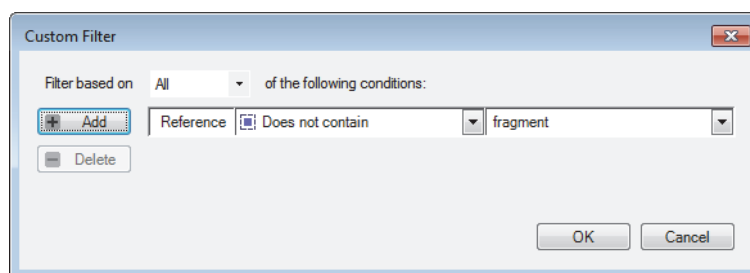 Custom Filter
Filter based on All of the following conditions:
Add Reference Does not contain fragment
Delete
OK Cancel